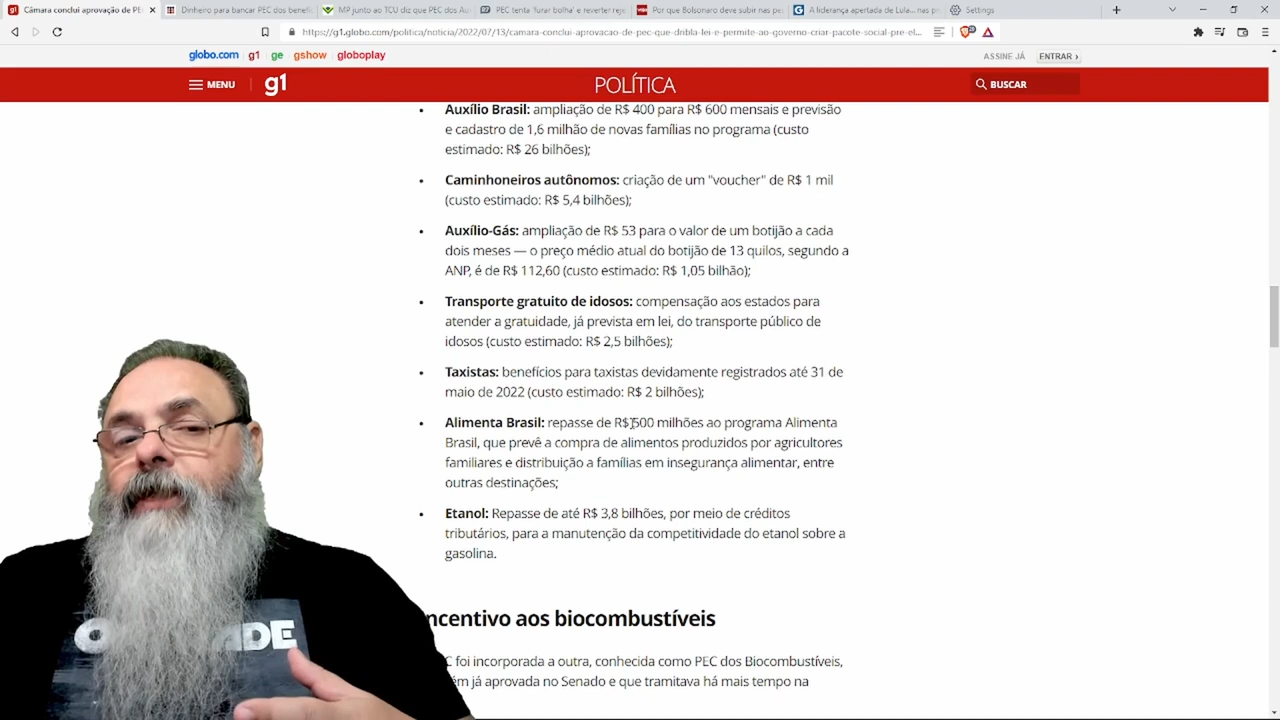 Câmara conclui aprovação de PE
Dinheiro para bancar PEC dos benef
MP junto ao TCU diz que PEC dos Au
PEC tenta 'furar bolha' e reverter reje
Por que Bolsonaro deve subir nas pe
A liderança apertada de Lula... nas pr
Settings
https://g1.globo.com/politica/noticia/2022/07/13/camara-conclui-aprovacao-de-pec-que-dribla-lei-e-permite-ao-governo-criar-pacote-social-pre-el...
globo.com g1 ge gshow globoplay
ASSINE JÁ ENTRAR ›
MENU g1 POLÍTICA BUSCAR
• Auxílio Brasil: ampliação de R$ 400 para R$ 600 mensais e previsão
e cadastro de 1,6 milhão de novas famílias no programa (custo
estimado: R$ 26 bilhões);
• Caminhoneiros autônomos: criação de um "voucher" de R$ 1 mil
(custo estimado: R$ 5,4 bilhões);
• Auxílio-Gás: ampliação de R$ 53 para o valor de um botijão a cada
dois meses — o preço médio atual do botijão de 13 quilos, segundo a
ANP, é de R$ 112,60 (custo estimado: R$ 1,05 bilhão);
• Transporte gratuito de idosos: compensação aos estados para
atender a gratuidade, já prevista em lei, do transporte público de
idosos (custo estimado: R$ 2,5 bilhões);
• Taxistas: benefícios para taxistas devidamente registrados até 31 de
maio de 2022 (custo estimado: R$ 2 bilhões);
• Alimenta Brasil: repasse de R$ 500 milhões ao programa Alimenta
Brasil, que prevê a compra de alimentos produzidos por agricultores
familiares e distribuição a famílias em insegurança alimentar, entre
outras destinações;
• Etanol: Repasse de até R$ 3,8 bilhões, por meio de créditos
tributários, para a manutenção da competitividade do etanol sobre a
gasolina.
ncentivo aos biocombustíveis
C foi incorporada a outra, conhecida como PEC dos Biocombustíveis,
ém já aprovada no Senado e que tramitava há mais tempo na